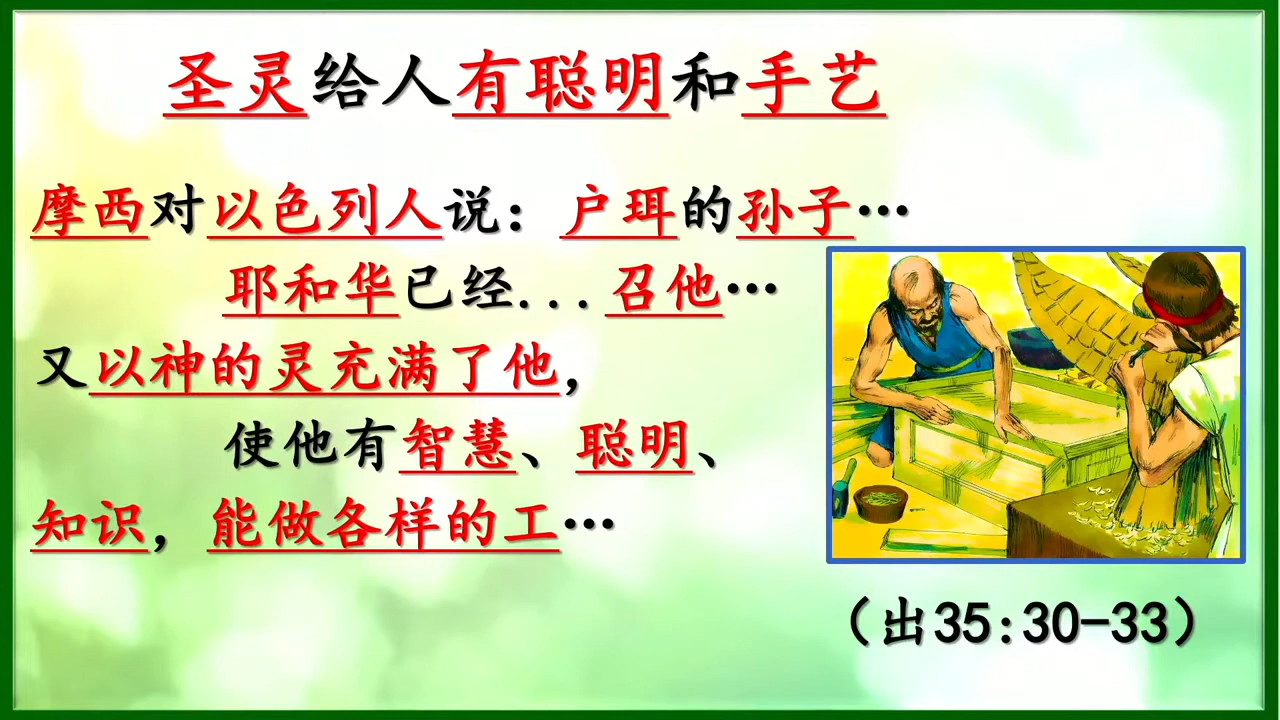 圣灵给人有聪明和手艺
摩西对以色列人说：户珥的孙子…
耶和华已经...召他…
又以神的灵充满了他，
使他有智慧、聪明、
知识，能做各样的工…
（出35:30-33）